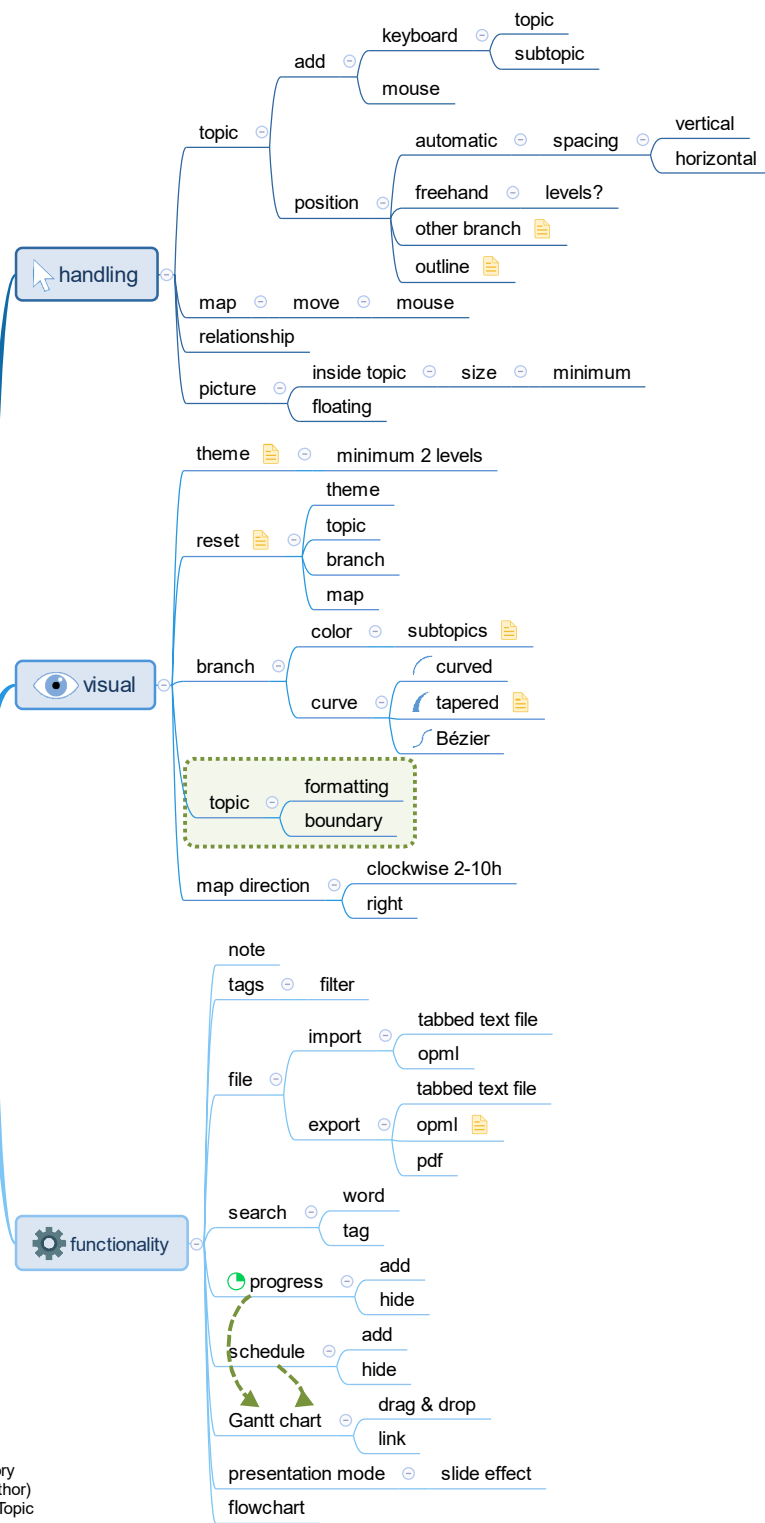 topic
keyboard
subtopic
add
mouse
vertical
topic
automatic
spacing
horizontal
position
freehand
levels?
other branch
outline
handling
map
move
mouse
relationship
inside topic
size
minimum
picture
floating
theme
minimum 2 levels
theme
topic
reset
branch
map
color
subtopics
branch
curved
visual
curve
tapered
Bézier
formatting
topic
boundary
clockwise 2-10h
map direction
right
note
tags
filter
tabbed text file
import
opml
file
tabbed text file
export
opml
pdf
word
search
tag
functionality
add
progress
hide
add
schedule
hide
drag & drop
Gantt chart
link
presentation mode
slide effect
flowchart
Topic